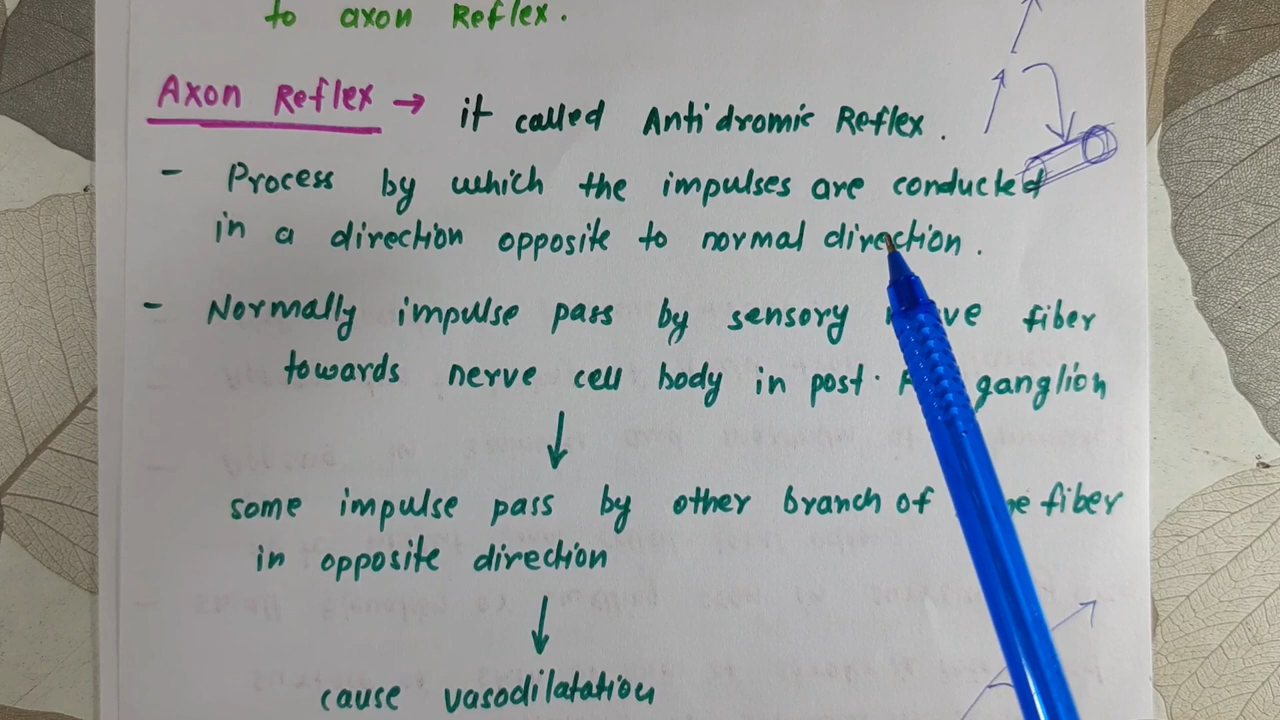 to axon Reflex.
Axon Reflex → it called Antidromic Reflex.
- Process by which the impulses are conducted
in a direction opposite to normal direction.
- Normally impulse pass by sensory fiber
towards nerve cell body in post. ganglion
↓
some impulse pass by other branch of fiber
in opposite direction
↓
cause vasodilatation